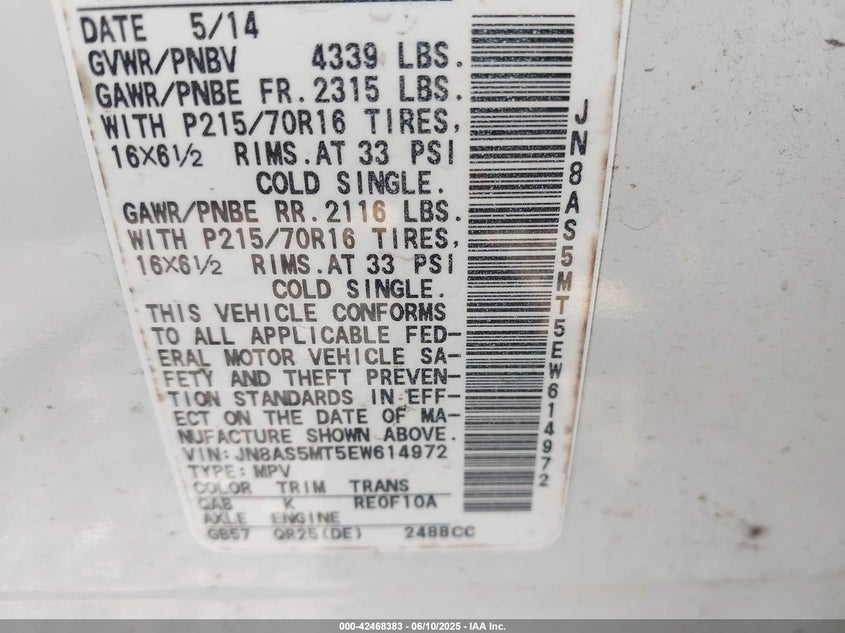 DATE 5/14
GVWR/PNBV 4339 LBS.
GAWR/PNBE FR. 2315 LBS.
WITH P215/70R16 TIRES,
16X6½ RIMS.AT 33 PSI
COLD SINGLE.
GAWR/PNBE RR. 2116 LBS.
WITH P215/70R16 TIRES,
16X6½ RIMS.AT 33 PSI
COLD SINGLE.
THIS VEHICLE CONFORMS
TO ALL APPLICABLE FED-
ERAL MOTOR VEHICLE SA-
FETY AND THEFT PREVEN-
TION STANDARDS IN EFF-
ECT ON THE DATE OF MA-
NUFACTURE SHOWN ABOVE.
VIN:JN8AS5MT5EW614972
TYPE:MPV
COLOR TRIM TRANS
QAB K RE0F10A
AXLE ENGINE
GB57 QR25(DE) 2488CC
JN8AS5MT5EW614972
000-42468383 / 06/10/2025 - IAA Inc.